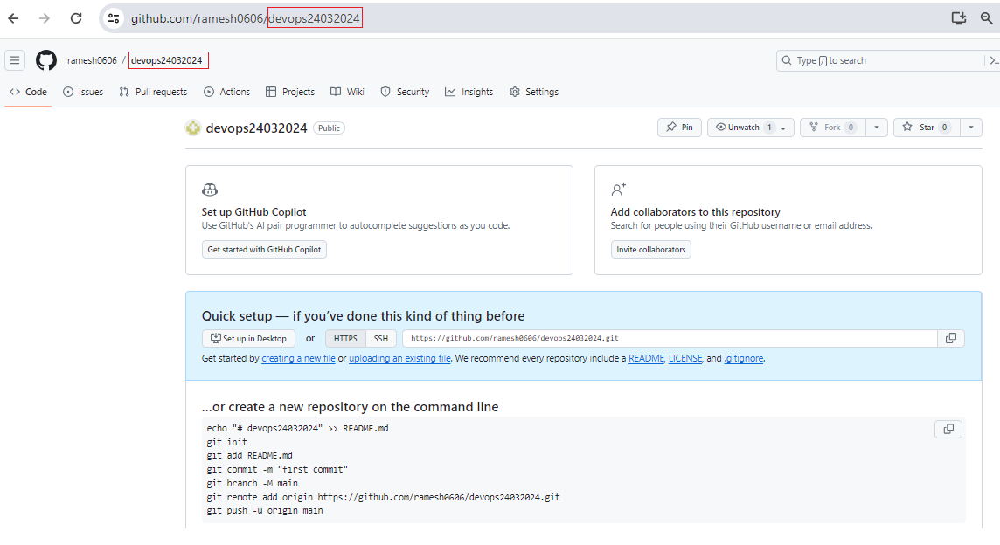 github.com/ramesh0606/devops24032024
ramesh0606 / devops24032024
Type / to search
Code Issues Pull requests Actions Projects Wiki Security Insights Settings
devops24032024 Public
Pin Unwatch 1 Fork 0 Star 0
Set up GitHub Copilot
Use GitHub's AI pair programmer to autocomplete suggestions as you code.
Get started with GitHub Copilot
Add collaborators to this repository
Search for people using their GitHub username or email address.
Invite collaborators
Quick setup — if you've done this kind of thing before
Set up in Desktop or HTTPS SSH https://github.com/ramesh0606/devops24032024.git
Get started by creating a new file or uploading an existing file. We recommend every repository include a README, LICENSE, and .gitignore.
...or create a new repository on the command line
echo "# devops24032024" >> README.md
git init
git add README.md
git commit -m "first commit"
git branch -M main
git remote add origin https://github.com/ramesh0606/devops24032024.git
git push -u origin main